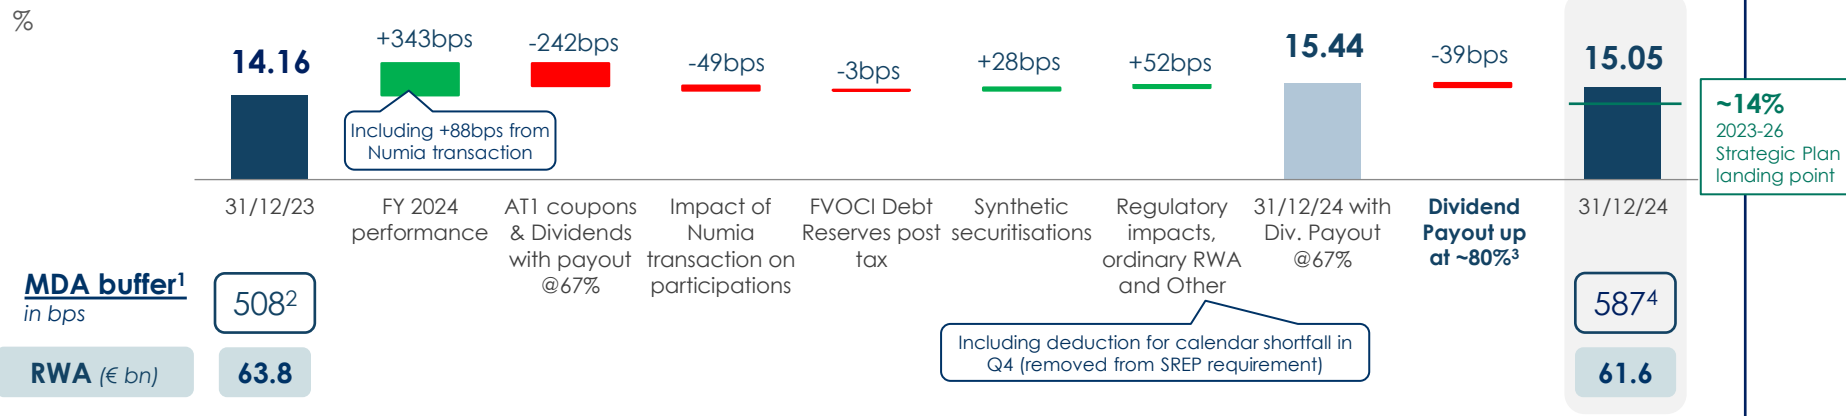 %
14.16
+343bps
-242bps
-49bps
-3bps
+28bps
+52bps
15.44
-39bps
15.05
Including +88bps from
Numia transaction
~14%
2023-26
Strategic Plan
landing point
31/12/23
FY 2024
performance
AT1 coupons
& Dividends
with payout
@67%
Impact of
Numia
transaction on
participations
FVOCI Debt
Reserves post
tax
Synthetic
securitisations
Regulatory
impacts,
ordinary RWA
and Other
31/12/24 with
Div. Payout
@67%
Dividend
Payout up
at ~80%³
31/12/24
MDA buffer¹
in bps
508²
587⁴
Including deduction for calendar shortfall in
Q4 (removed from SREP requirement)
RWA (€ bn)
63.8
61.6